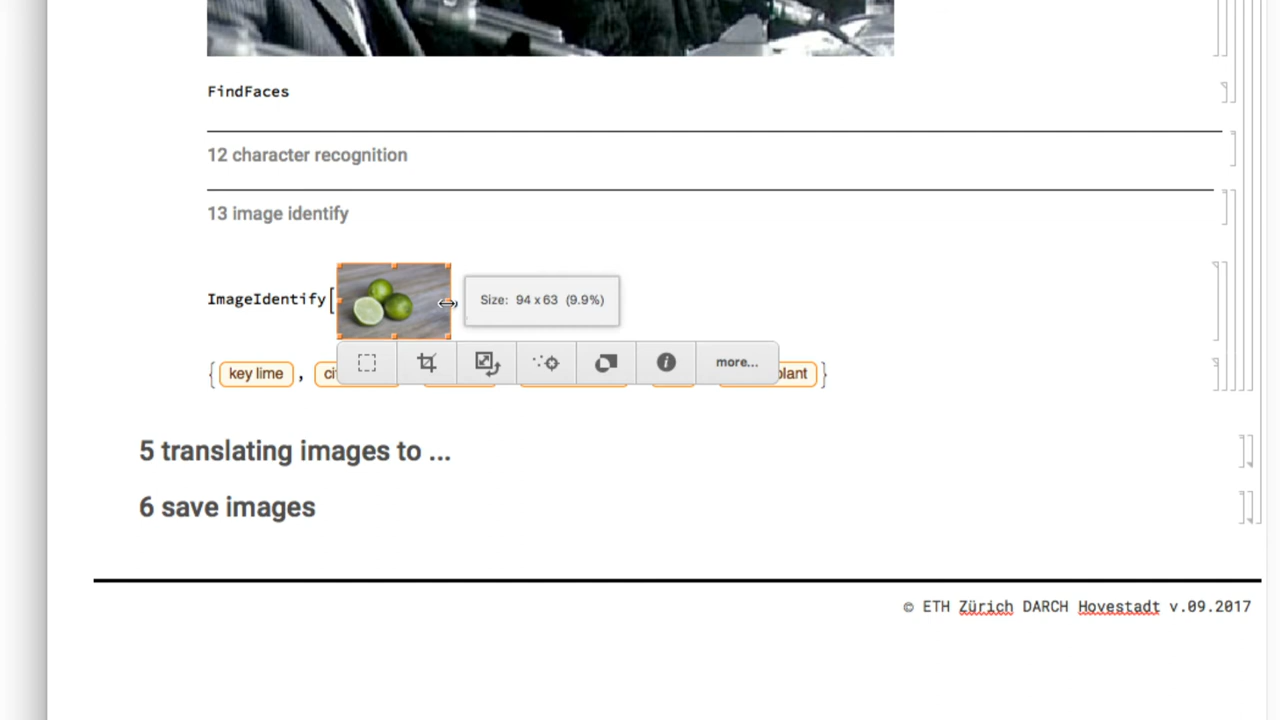 FindFaces
12 character recognition
13 image identify
ImageIdentify[
Size: 94 x 63 (9.9%)
more...
{ key lime , plant }
5 translating images to ...
6 save images
© ETH Zürich DARCH Hovestadt v.09.2017